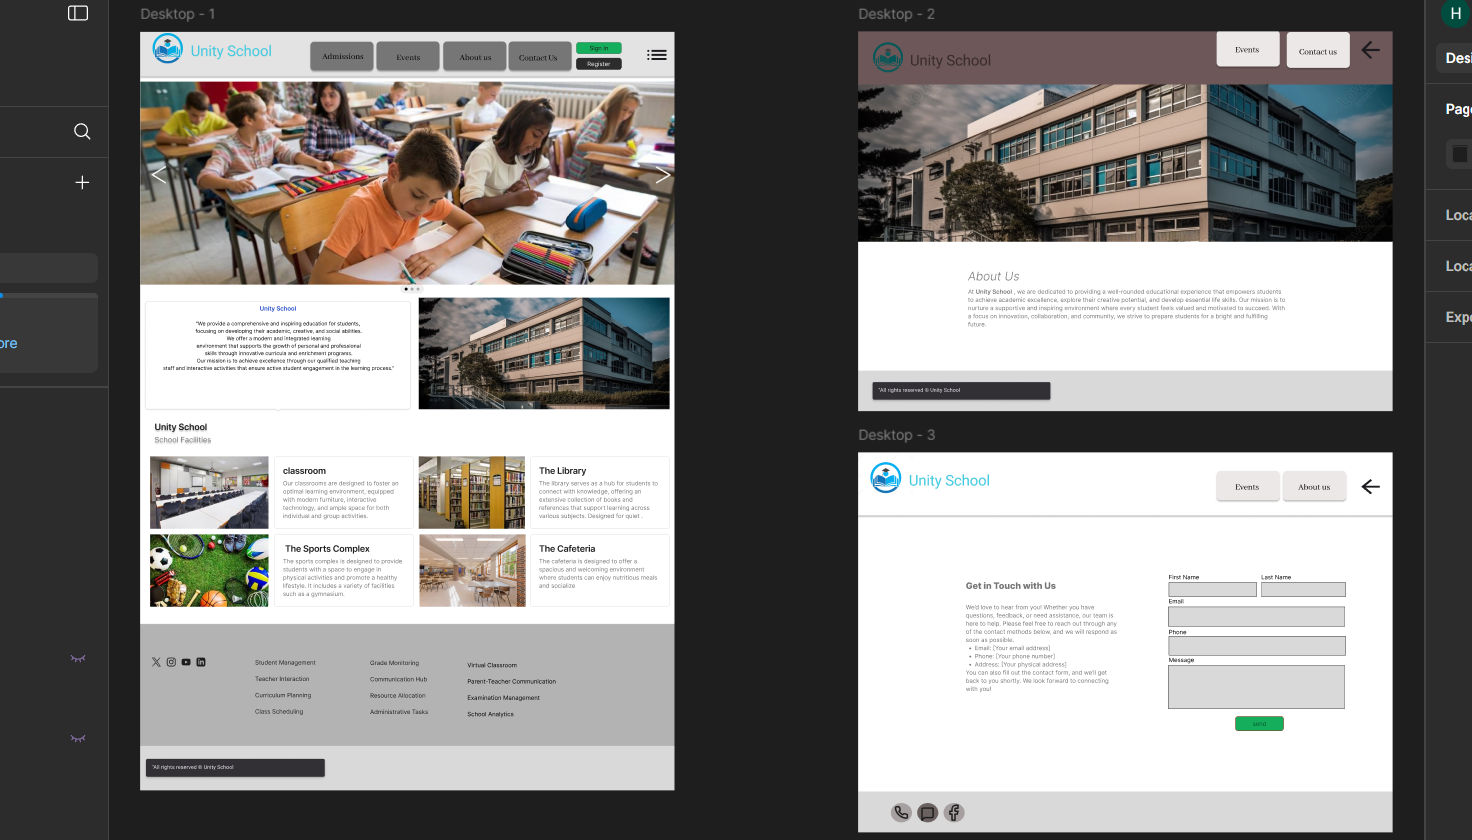 Desktop - 1
Unity School
Admissions
Events
About us
Contact Us
Sign in
Register
Unity School
"We provide a comprehensive and inspiring education for students,
focusing on developing their academic, creative, and social abilities.
We offer a modern and integrated learning
environment that supports the growth of personal and professional
skills through innovative curricula and enrichment programs.
Our mission is to achieve excellence through our qualified teaching
staff and interactive activities that ensure active student engagement in the learning process."
Unity School
School Facilities
classroom
Our classrooms are designed to foster an
optimal learning environment, equipped
with modern furniture, interactive
technology, and ample space for both
individual and group activities.
The Library
The library serves as a hub for students to
connect with knowledge, offering an
extensive collection of books and
references that support learning across
various subjects. Designed for quiet .
The Sports Complex
The sports complex is designed to provide
students with a space to engage in
physical activities and promote a healthy
lifestyle. It includes a variety of facilities
such as a gymnasium.
The Cafeteria
The cafeteria is designed to offer a
spacious and welcoming environment
where students can enjoy nutritious meals
and socialize
Student Management
Teacher Interaction
Curriculum Planning
Class Scheduling
Grade Monitoring
Communication Hub
Resource Allocation
Administrative Tasks
Virtual Classroom
Parent-Teacher Communication
Examination Management
School Analytics
"All rights reserved © Unity School
Desktop - 2
Unity School
Events
Contact us
About Us
At Unity School , we are dedicated to providing a well-rounded educational experience that empowers students
to achieve academic excellence, explore their creative potential, and develop essential life skills. Our mission is to
nurture a supportive and inspiring environment where every student feels valued and motivated to succeed. With
a focus on innovation, collaboration, and community, we strive to prepare students for a bright and fulfilling
future.
"All rights reserved © Unity School
Desktop - 3
Unity School
Events
About us
Get in Touch with Us
We'd love to hear from you! Whether you have
questions, feedback, or need assistance, our team is
here to help. Please feel free to reach out through any
of the contact methods below, and we will respond as
soon as possible.
• Email: [Your email address]
• Phone: [Your phone number]
• Address: [Your physical address]
You can also fill out the contact form, and we'll get
back to you shortly. We look forward to connecting
with you!
First Name
Last Name
Email
Phone
Message
send
ore
H
Desi
Page
Loca
Loca
Expo